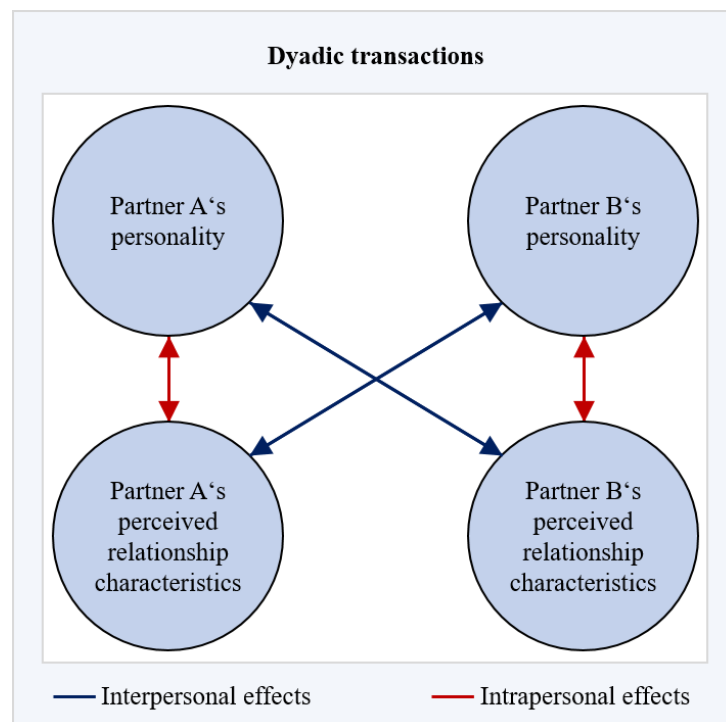 Dyadic transactions
Partner A‘s
personality
Partner B‘s
personality
Partner A‘s
perceived
relationship
characteristics
Partner B‘s
perceived
relationship
characteristics
Interpersonal effects
Intrapersonal effects